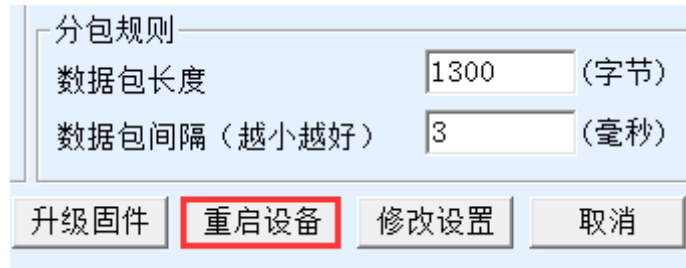 分包规则
数据包长度 1300 (字节)
数据包间隔（越小越好） 3 (毫秒)
升级固件 重启设备 修改设置 取消